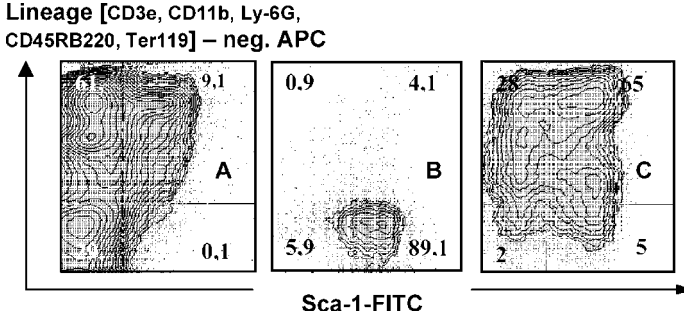 Lineage [CD3e, CD11b, Ly-6G,
CD45RB220, Ter119] – neg. APC
61
9,1
A
0,1
0,9
4,1
B
5,9
89,1
28
65
C
2
5
Sca-1-FITC